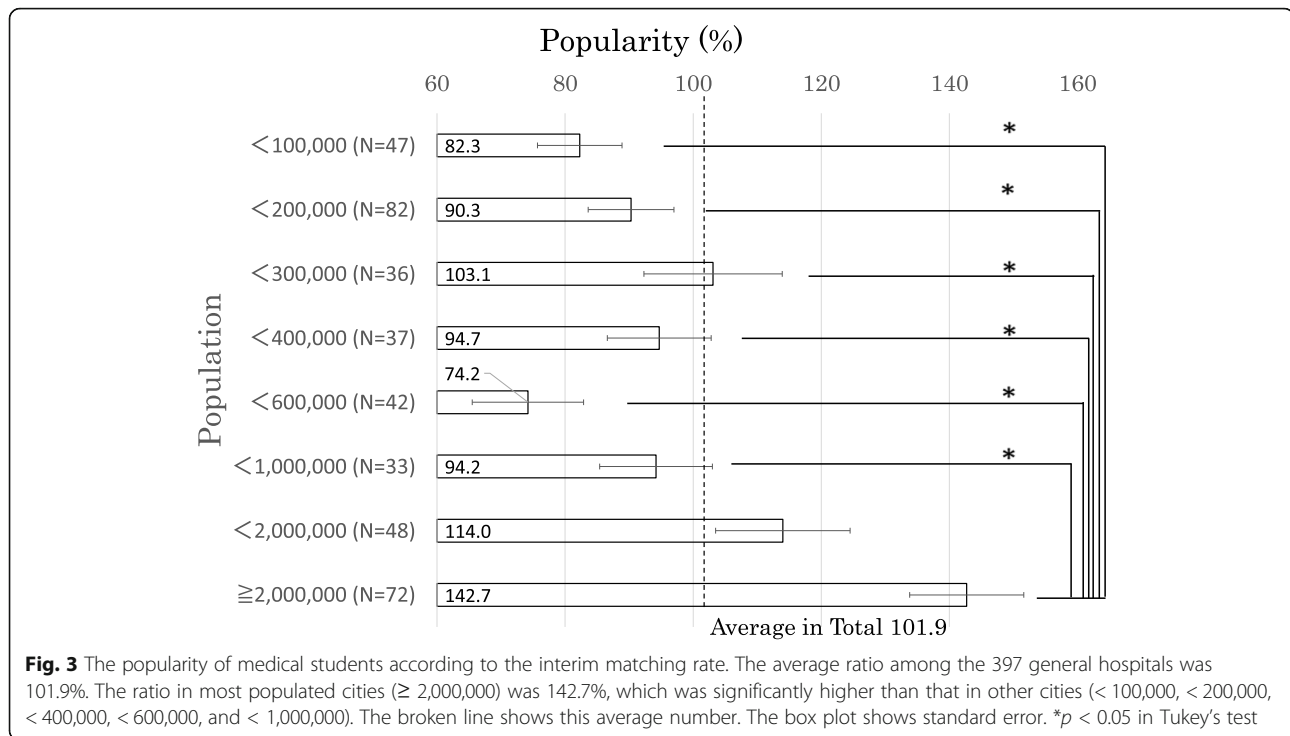 Popularity (%)
60 80 100 120 140 160
Population
<100,000 (N=47) 82.3 *
<200,000 (N=82) 90.3 *
<300,000 (N=36) 103.1 *
<400,000 (N=37) 94.7 *
74.2
<600,000 (N=42) *
<1,000,000 (N=33) 94.2 *
<2,000,000 (N=48) 114.0
≧2,000,000 (N=72) 142.7
Average in Total 101.9
Fig. 3 The popularity of medical students according to the interim matching rate. The average ratio among the 397 general hospitals was
101.9%. The ratio in most populated cities (≥ 2,000,000) was 142.7%, which was significantly higher than that in other cities (< 100,000, < 200,000,
< 400,000, < 600,000, and < 1,000,000). The broken line shows this average number. The box plot shows standard error. *p < 0.05 in Tukey's test